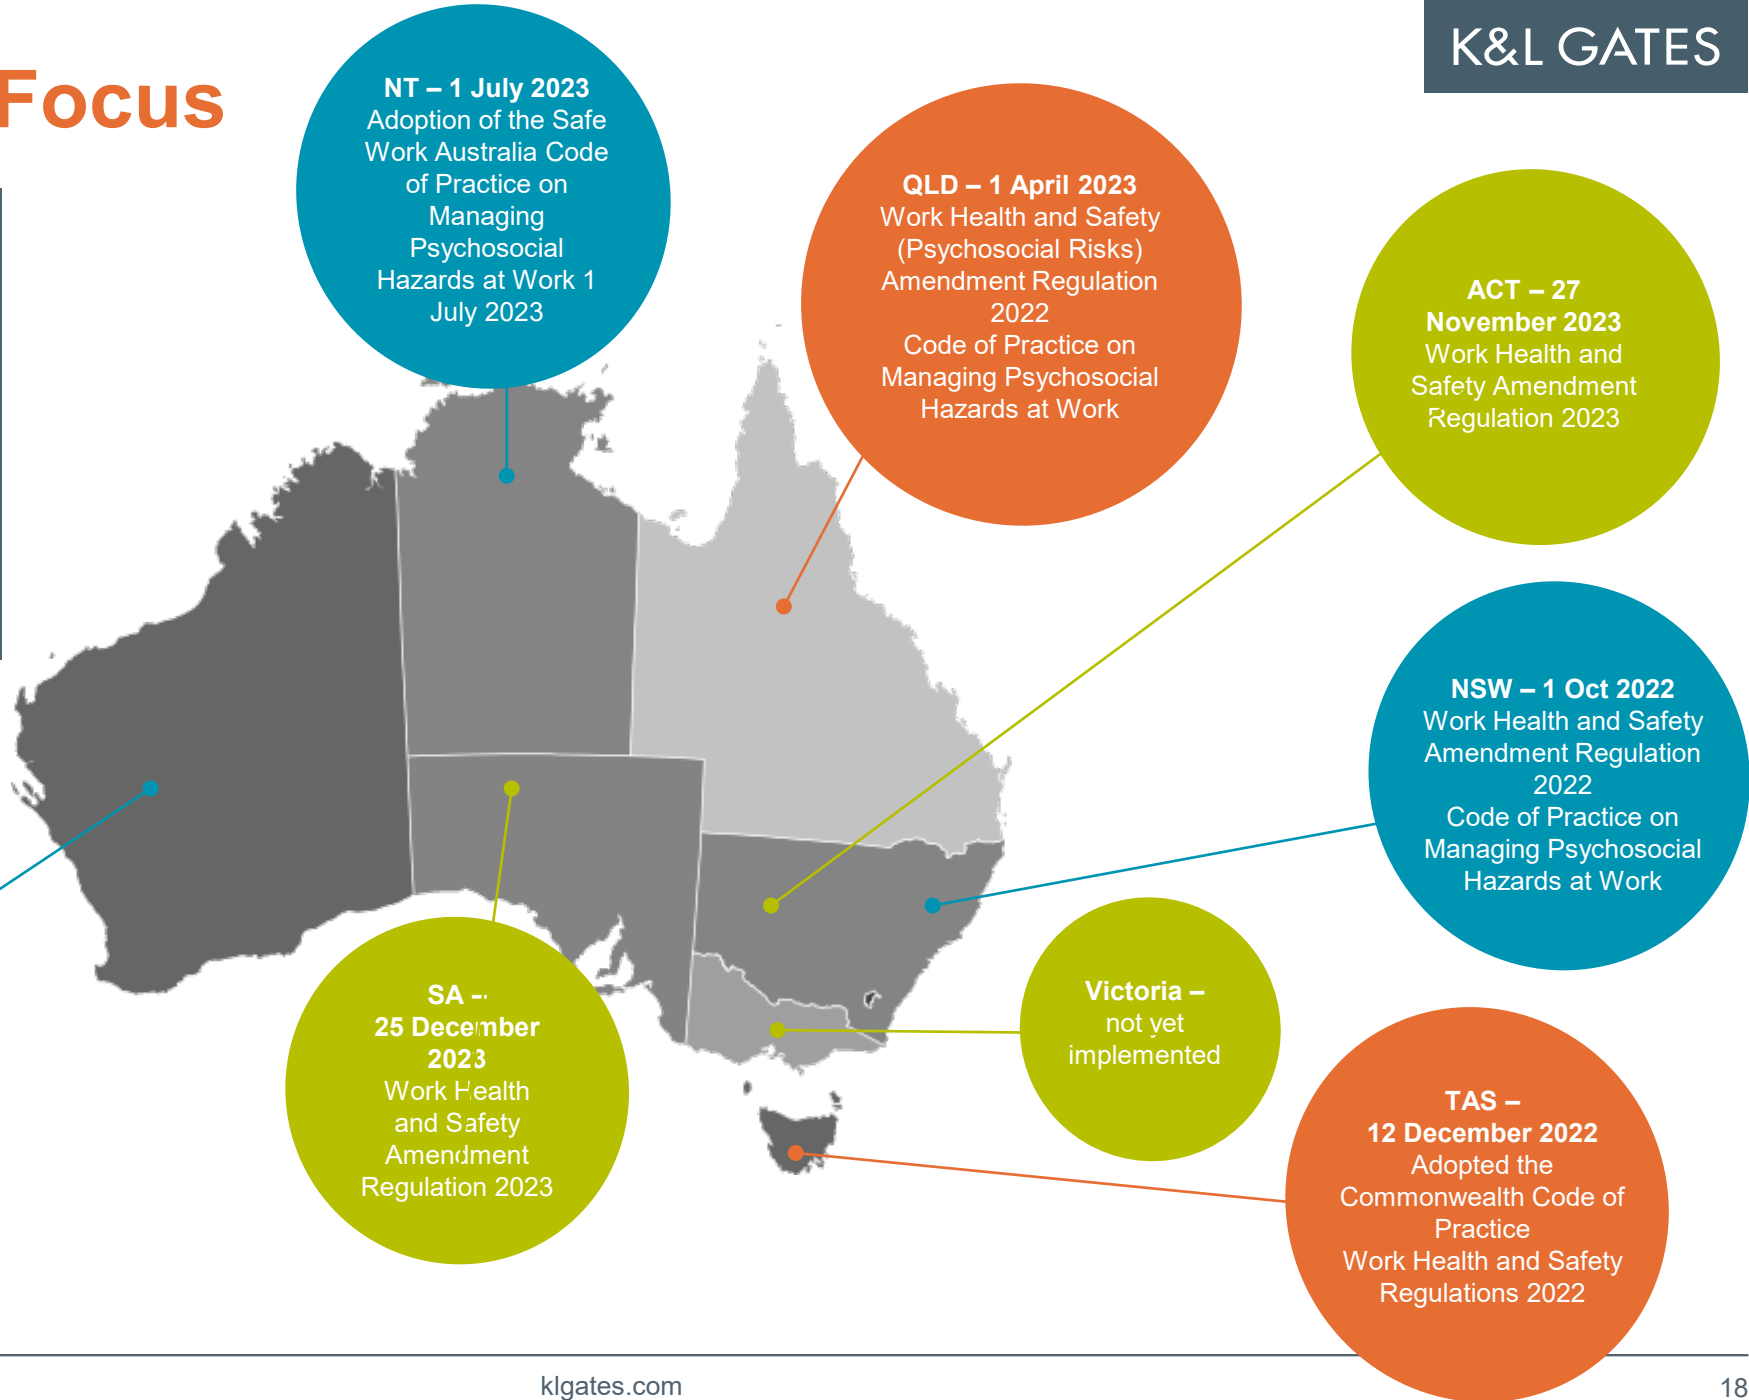 K&L GATES
Focus
NT – 1 July 2023
Adoption of the Safe
Work Australia Code
of Practice on
Managing
Psychosocial
Hazards at Work 1
July 2023
QLD – 1 April 2023
Work Health and Safety
(Psychosocial Risks)
Amendment Regulation
2022
Code of Practice on
Managing Psychosocial
Hazards at Work
ACT – 27
November 2023
Work Health and
Safety Amendment
Regulation 2023
NSW – 1 Oct 2022
Work Health and Safety
Amendment Regulation
2022
Code of Practice on
Managing Psychosocial
Hazards at Work
SA –
25 December
2023
Work Health
and Safety
Amendment
Regulation 2023
Victoria –
not yet
implemented
TAS –
12 December 2022
Adopted the
Commonwealth Code of
Practice
Work Health and Safety
Regulations 2022
klgates.com
18